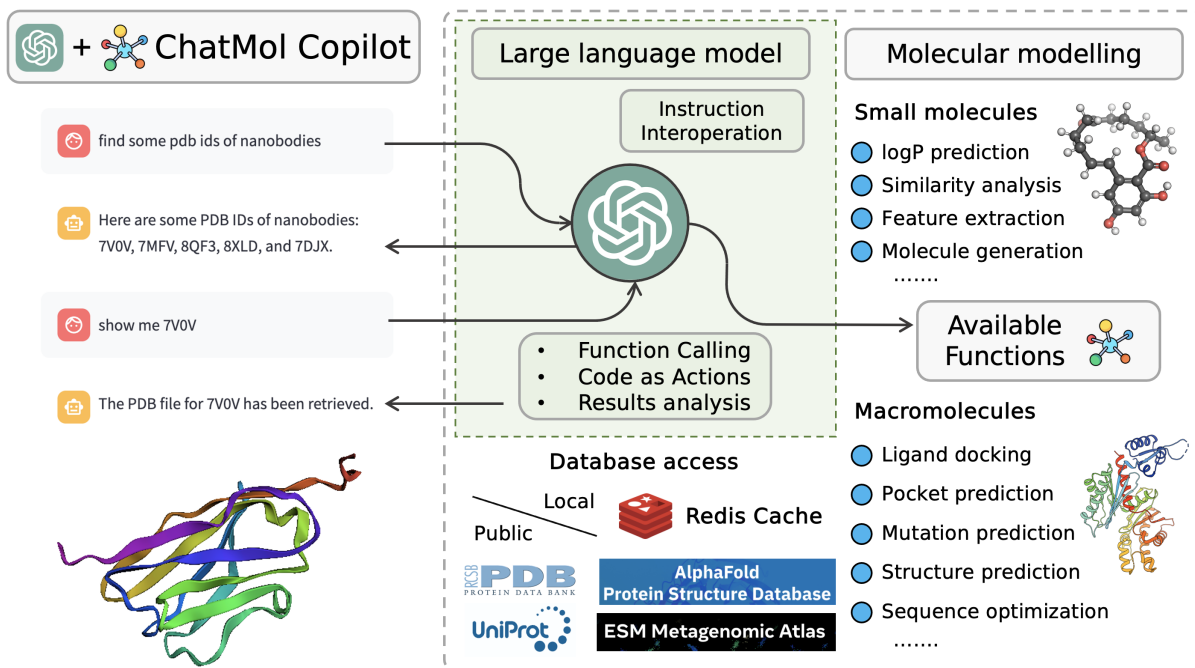 + ChatMol Copilot
find some pdb ids of nanobodies
Here are some PDB IDs of nanobodies:
7V0V, 7MFV, 8QF3, 8XLD, and 7DJX.
show me 7V0V
The PDB file for 7V0V has been retrieved.
Large language model
Instruction
Interoperation
• Function Calling
• Code as Actions
• Results analysis
Database access
Local
Public
Redis Cache
RCSB
PDB
PROTEIN DATA BANK
AlphaFold
Protein Structure Database
UniProt
ESM Metagenomic Atlas
Molecular modelling
Small molecules
logP prediction
Similarity analysis
Feature extraction
Molecule generation
.......
Available
Functions
Macromolecules
Ligand docking
Pocket prediction
Mutation prediction
Structure prediction
Sequence optimization
.......